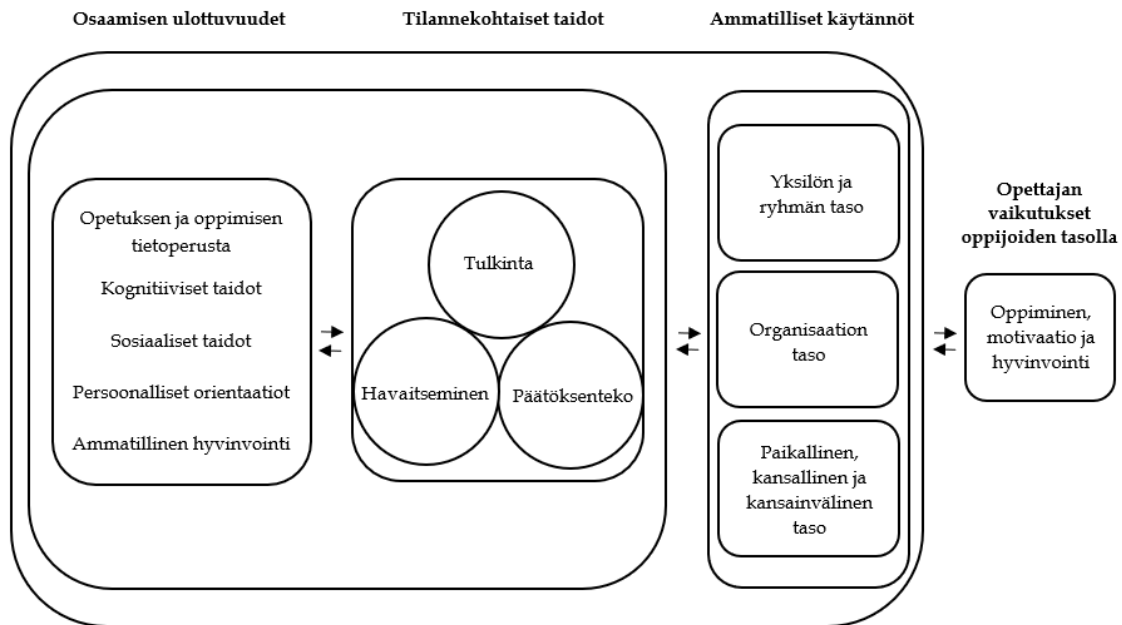 Osaamisen ulottuvuudet
Tilannekohtaiset taidot
Ammatilliset käytännöt
Opetuksen ja oppimisen
tietoperusta
Kognitiiviset taidot
Sosiaaliset taidot
Persoonalliset orientaatiot
Ammatillinen hyvinvointi
Tulkinta
Havaitseminen
Päätöksenteko
Yksilön ja
ryhmän taso
Organisaation
taso
Paikallinen,
kansallinen ja
kansainvälinen
taso
Opettajan
vaikutukset
oppijoiden tasolla
Oppiminen,
motivaatio ja
hyvinvointi